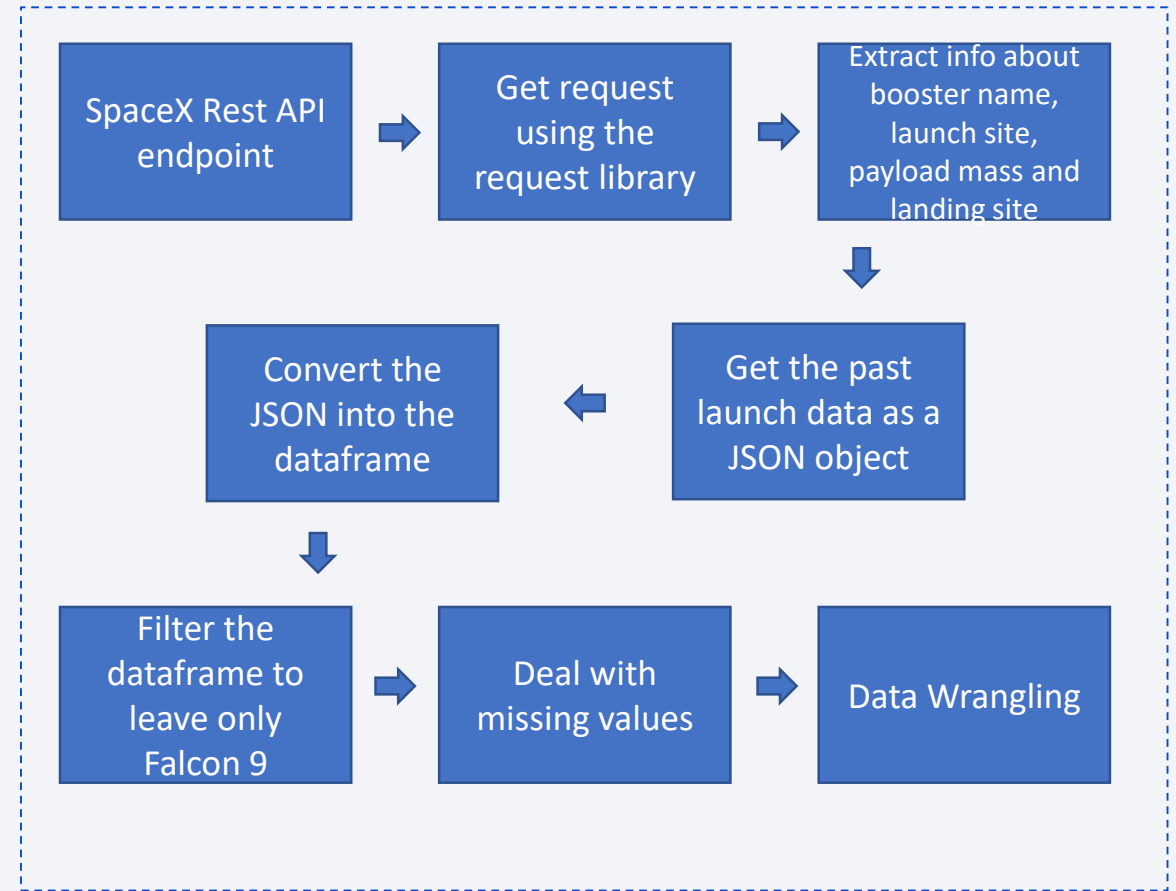 SpaceX Rest API
endpoint
Get request
using the
request library
Extract info about
booster name,
launch site,
payload mass and
landing site
Get the past
launch data as a
JSON object
Convert the
JSON into the
dataframe
Filter the
dataframe to
leave only
Falcon 9
Deal with
missing values
Data Wrangling